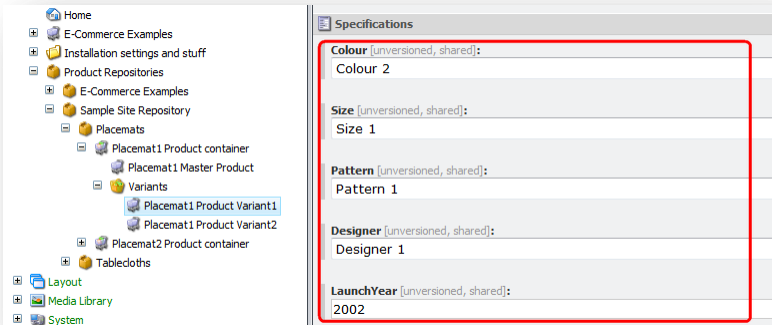 Home
E-Commerce Examples
Installation settings and stuff
Product Repositories
E-Commerce Examples
Sample Site Repository
Placemats
Placemat1 Product container
Placemat1 Master Product
Variants
Placemat1 Product Variant1
Placemat1 Product Variant2
Placemat2 Product container
Tablecloths
Layout
Media Library
System
Specifications
Colour [unversioned, shared]:
Colour 2
Size [unversioned, shared]:
Size 1
Pattern [unversioned, shared]:
Pattern 1
Designer [unversioned, shared]:
Designer 1
LaunchYear [unversioned, shared]:
2002